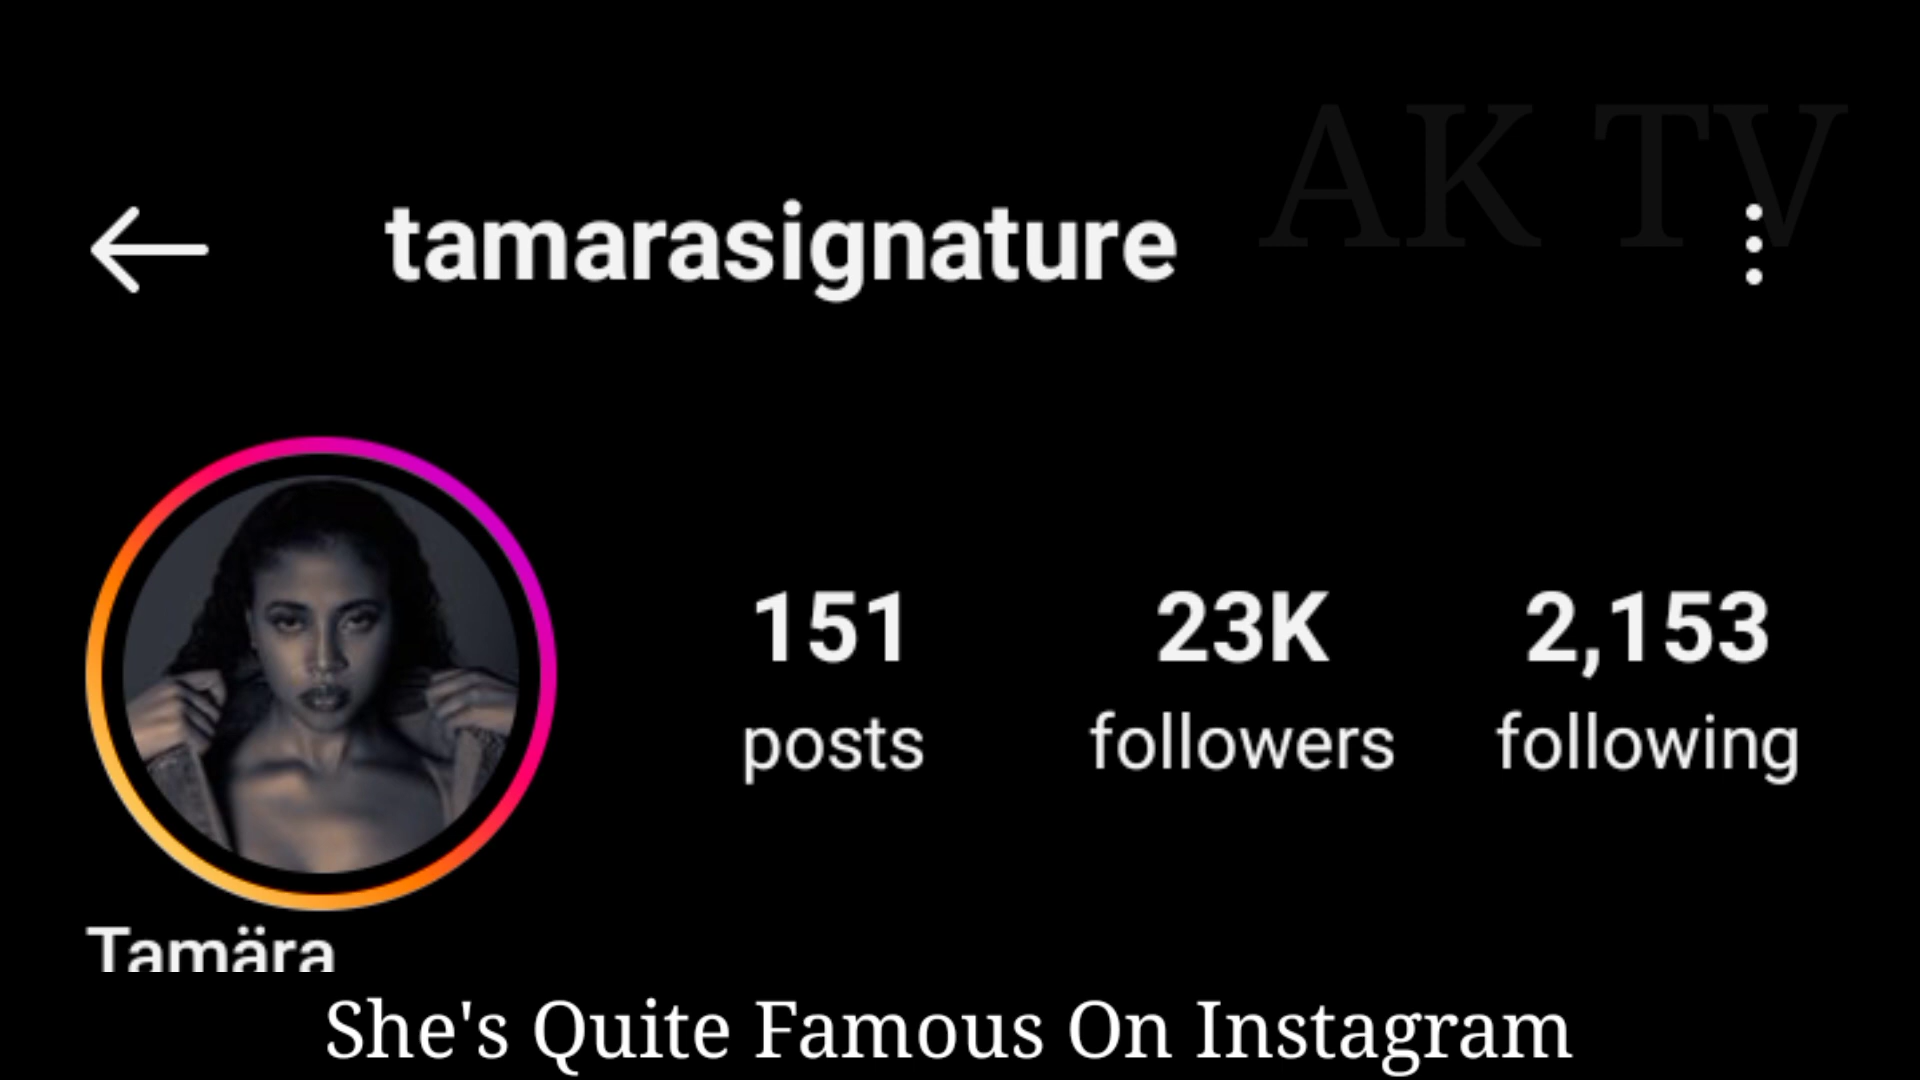 AK TV
tamarasignature
151 23K 2,153
posts followers following
Tamära
She's Quite Famous On Instagram